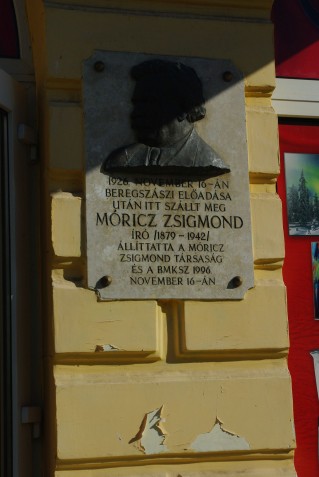 1926. NOVEMBER 16-ÁN
BEREGSZÁSZI ELŐADÁSA
UTÁN ITT SZÁLLT MEG
MÓRICZ ZSIGMOND
ÍRÓ /1879-1942/
ÁLLÍTTATTA A MÓRICZ
ZSIGMOND TÁRSASÁG
ÉS A BMKSZ 1996
NOVEMBER 16-ÁN